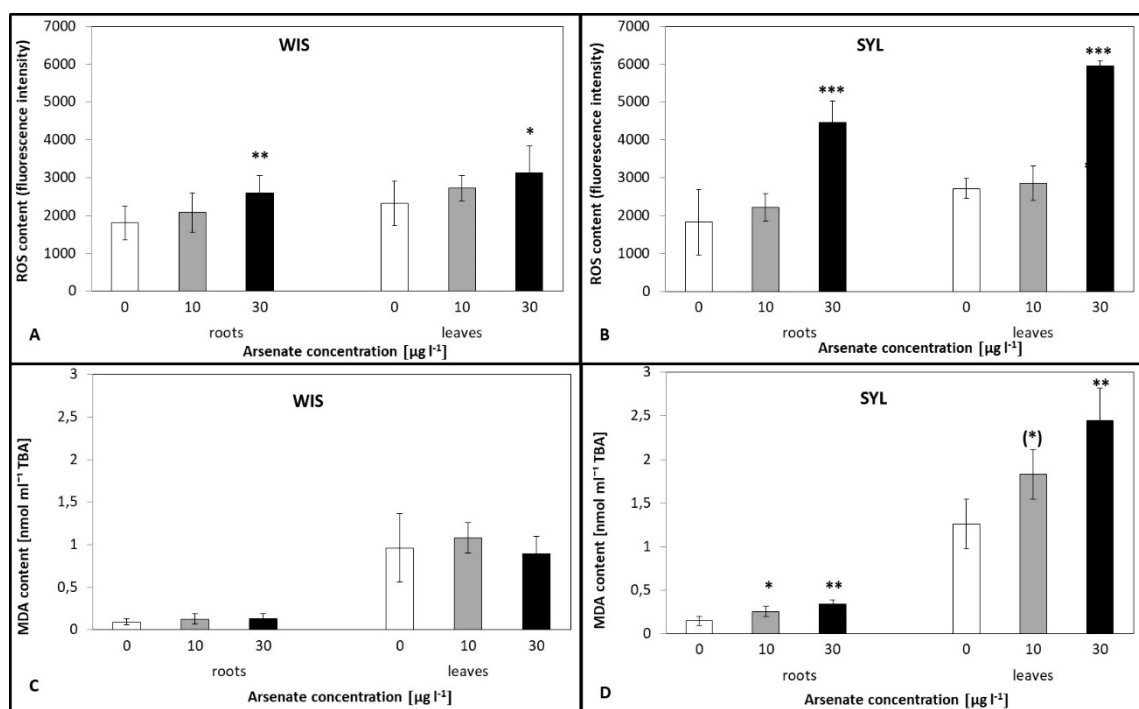 WIS
ROS content (fluorescence intensity)
7000
6000
5000
4000
3000
2000
1000
0
**
*
0 10 30 0 10 30
roots leaves
A
Arsenate concentration [µg l⁻¹]
SYL
ROS content (fluorescence intensity)
7000
6000
5000
4000
3000
2000
1000
0
***
***
0 10 30 0 10 30
roots leaves
B
Arsenate concentration [µg l⁻¹]
WIS
MDA content [nmol ml⁻¹ TBA]
3
2,5
2
1,5
1
0,5
0
0 10 30 0 10 30
roots leaves
C
Arsenate concentration [µg l⁻¹]
SYL
MDA content [nmol ml⁻¹ TBA]
3
2,5
2
1,5
1
0,5
0
*
**
(*)
**
0 10 30 0 10 30
roots leaves
D
Arsenate concentration [µg l⁻¹]